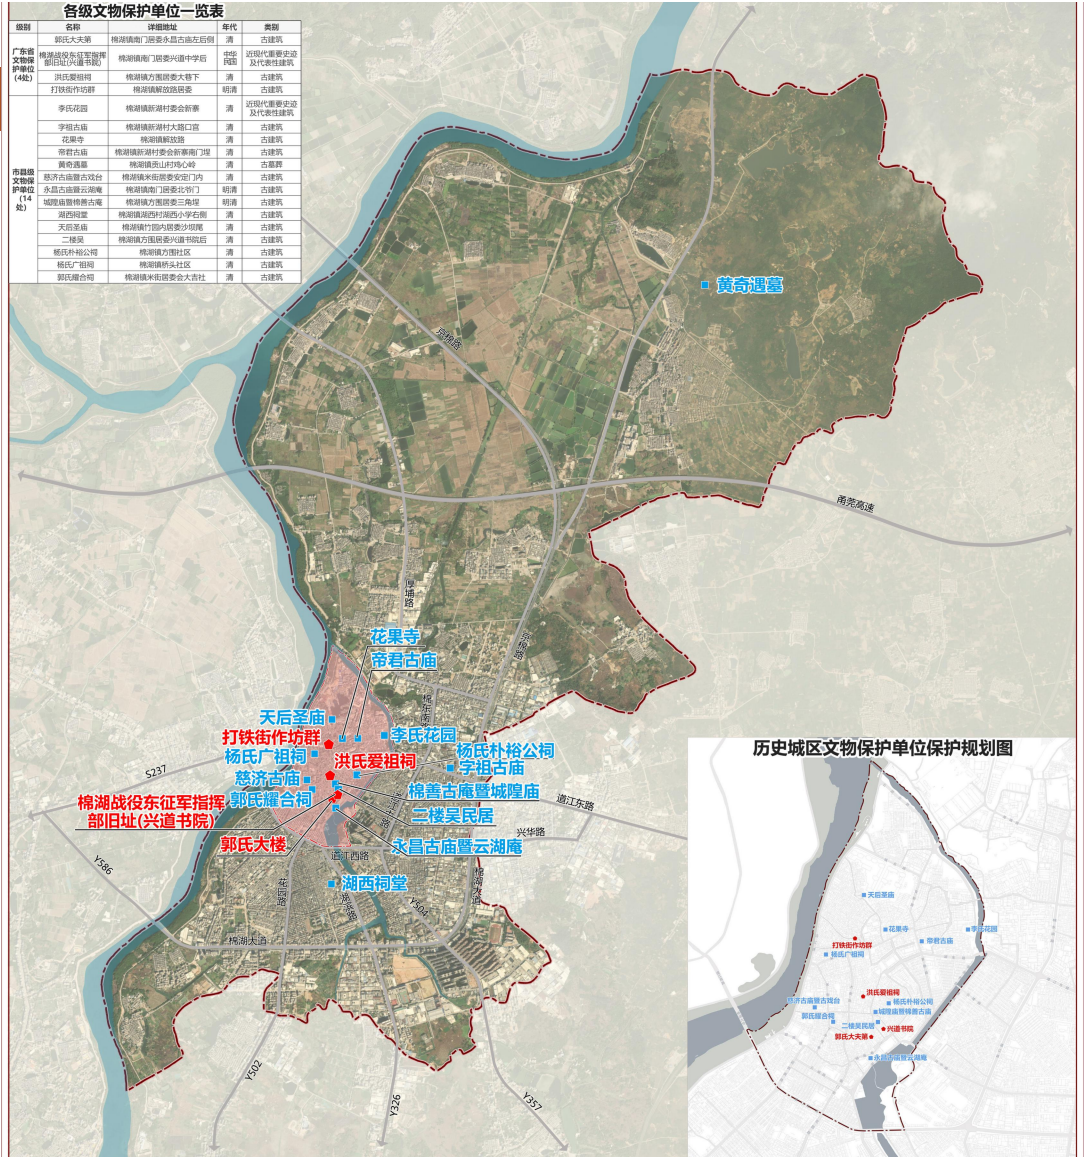 各级文物保护单位一览表
级别 名称 详细地址 年代 类别
广东省文物保护单位(4处)
郭氏大夫第 棉湖镇南门居委永昌古庙左后侧 清 古建筑
棉湖战役东征军指挥部旧址(兴道书院) 棉湖镇南门居委兴道中学后 中华民国 近现代重要史迹及代表性建筑
洪氏爱祖祠 棉湖镇方围居委大巷下 清 古建筑
打铁街作坊群 棉湖镇解放路居委 明清 古建筑
市县级文物保护单位(14处)
李氏花园 棉湖镇新湖村委会新寨 清 近现代重要史迹及代表性建筑
字祖古庙 棉湖镇新湖村大路口宫 清 古建筑
花果寺 棉湖镇解放路 清 古建筑
帝君古庙 棉湖镇新湖村委会新寨南门埕 清 古建筑
黄奇遇墓 棉湖镇贡山村鸡心岭 清 古墓葬
慈济古庙暨古戏台 棉湖镇米街居委安定门内 清 古建筑
永昌古庙暨云湖庵 棉湖镇南门居委北爷门 明清 古建筑
城隍庙暨棉善古庵 棉湖镇方围居委三角埕 明清 古建筑
湖西祠堂 棉湖镇湖西村湖西小学右侧 清 古建筑
天后圣庙 棉湖镇竹园内居委沙坝尾 清 古建筑
二楼吴 棉湖镇方围居委兴道书院后 清 古建筑
杨氏朴裕公祠 棉湖镇方围社区 清 古建筑
杨氏广祖祠 棉湖镇桥头社区 清 古建筑
郭氏耀合祠 棉湖镇米街居委会大吉社 清 古建筑
黄奇遇墓
京棉路
甬莞高速
厚埔路
京棉路
花果寺
帝君古庙
棉东南路
天后圣庙
打铁街作坊群
李氏花园
杨氏广祖祠
洪氏爱祖祠
杨氏朴裕公祠
字祖古庙
S237
慈济古庙
郭氏耀合祠
棉善古庵暨城隍庙
棉湖战役东征军指挥
部旧址(兴道书院)
二楼吴民居
道江东路
兴华路
郭氏大楼
永昌古庙暨云湖庵
道江西路
Y586
湖西祠堂
花园路
Y504
棉湖大道
棉湖大道
Y502
Y326
Y357
历史城区文物保护单位保护规划图
天后圣庙
花果寺
李氏花园
打铁街作坊群
帝君古庙
杨氏广祖祠
洪氏爱祖祠
慈济古庙暨古戏台
杨氏朴裕公祠
郭氏耀合祠
城隍庙暨棉善古庙
二楼吴民居
兴道书院
郭氏大夫第
永昌古庙暨云湖庵